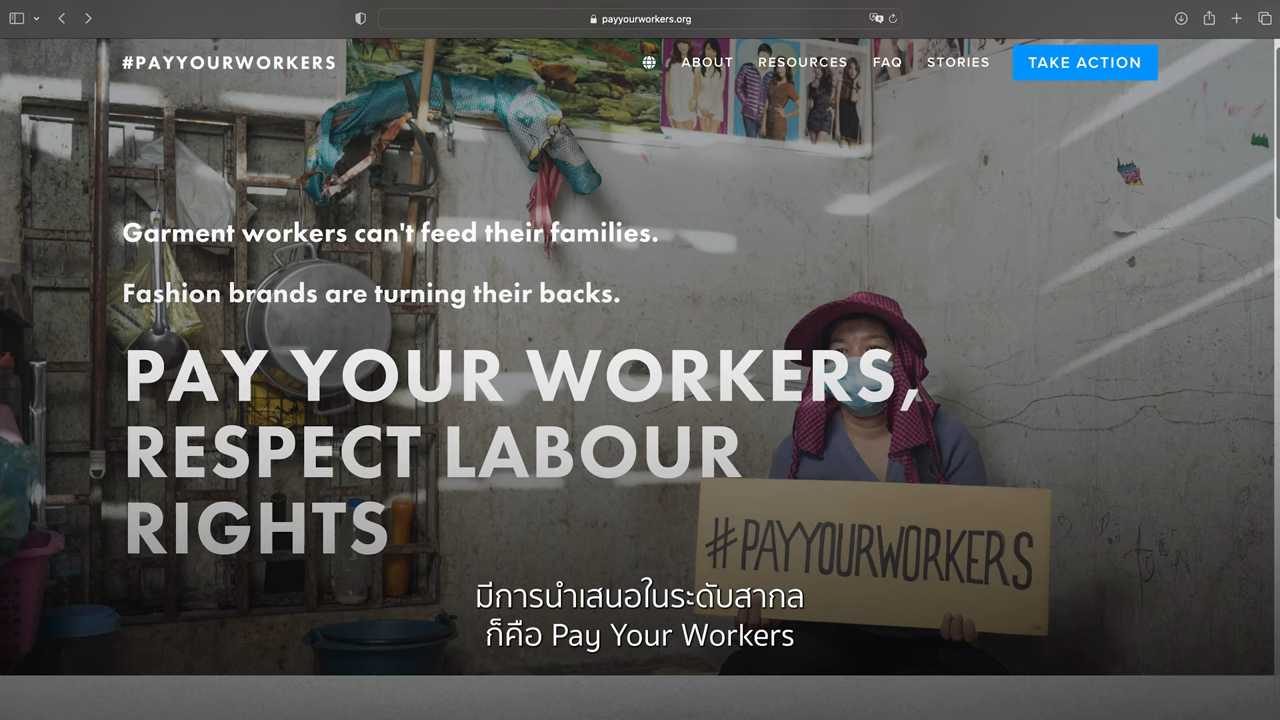 payyourworkers.org
#PAYYOURWORKERS
ABOUT
RESOURCES
FAQ
STORIES
TAKE ACTION
Garment workers can't feed their families.
Fashion brands are turning their backs.
PAY YOUR WORKERS,
RESPECT LABOUR
RIGHTS
#PAYYOURWORKERS
มีการนำเสนอในระดับสากล
ก็คือ Pay Your Workers